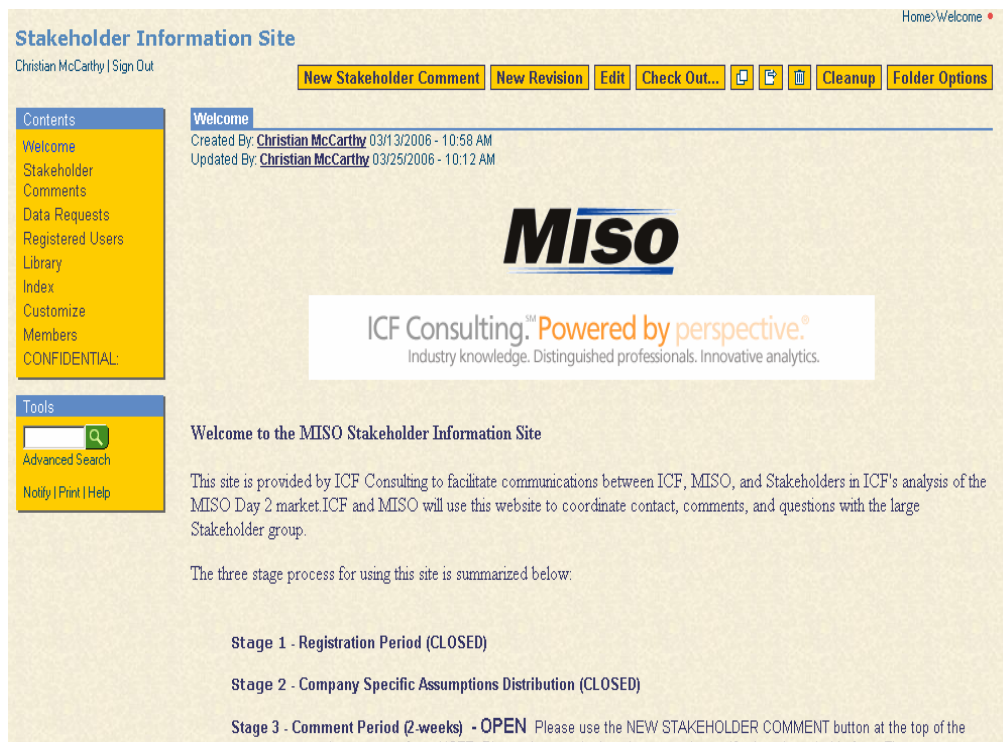 Home>Welcome
Stakeholder Information Site
Christian McCarthy | Sign Out
New Stakeholder Comment New Revision Edit Check Out... Cleanup Folder Options
Contents
Welcome
Stakeholder
Comments
Data Requests
Registered Users
Library
Index
Customize
Members
CONFIDENTIAL:
Tools
Advanced Search
Notify | Print | Help
Welcome
Created By: Christian McCarthy 03/13/2006 - 10:58 AM
Updated By: Christian McCarthy 03/25/2006 - 10:12 AM
Miso
ICF Consulting.℠ Powered by perspective.®
Industry knowledge. Distinguished professionals. Innovative analytics.
Welcome to the MISO Stakeholder Information Site
This site is provided by ICF Consulting to facilitate communications between ICF, MISO, and Stakeholders in ICF's analysis of the
MISO Day 2 market.ICF and MISO will use this website to coordinate contact, comments, and questions with the large
Stakeholder group.
The three stage process for using this site is summarized below:
Stage 1 - Registration Period (CLOSED)
Stage 2 - Company Specific Assumptions Distribution (CLOSED)
Stage 3 - Comment Period (2-weeks) - OPEN Please use the NEW STAKEHOLDER COMMENT button at the top of the